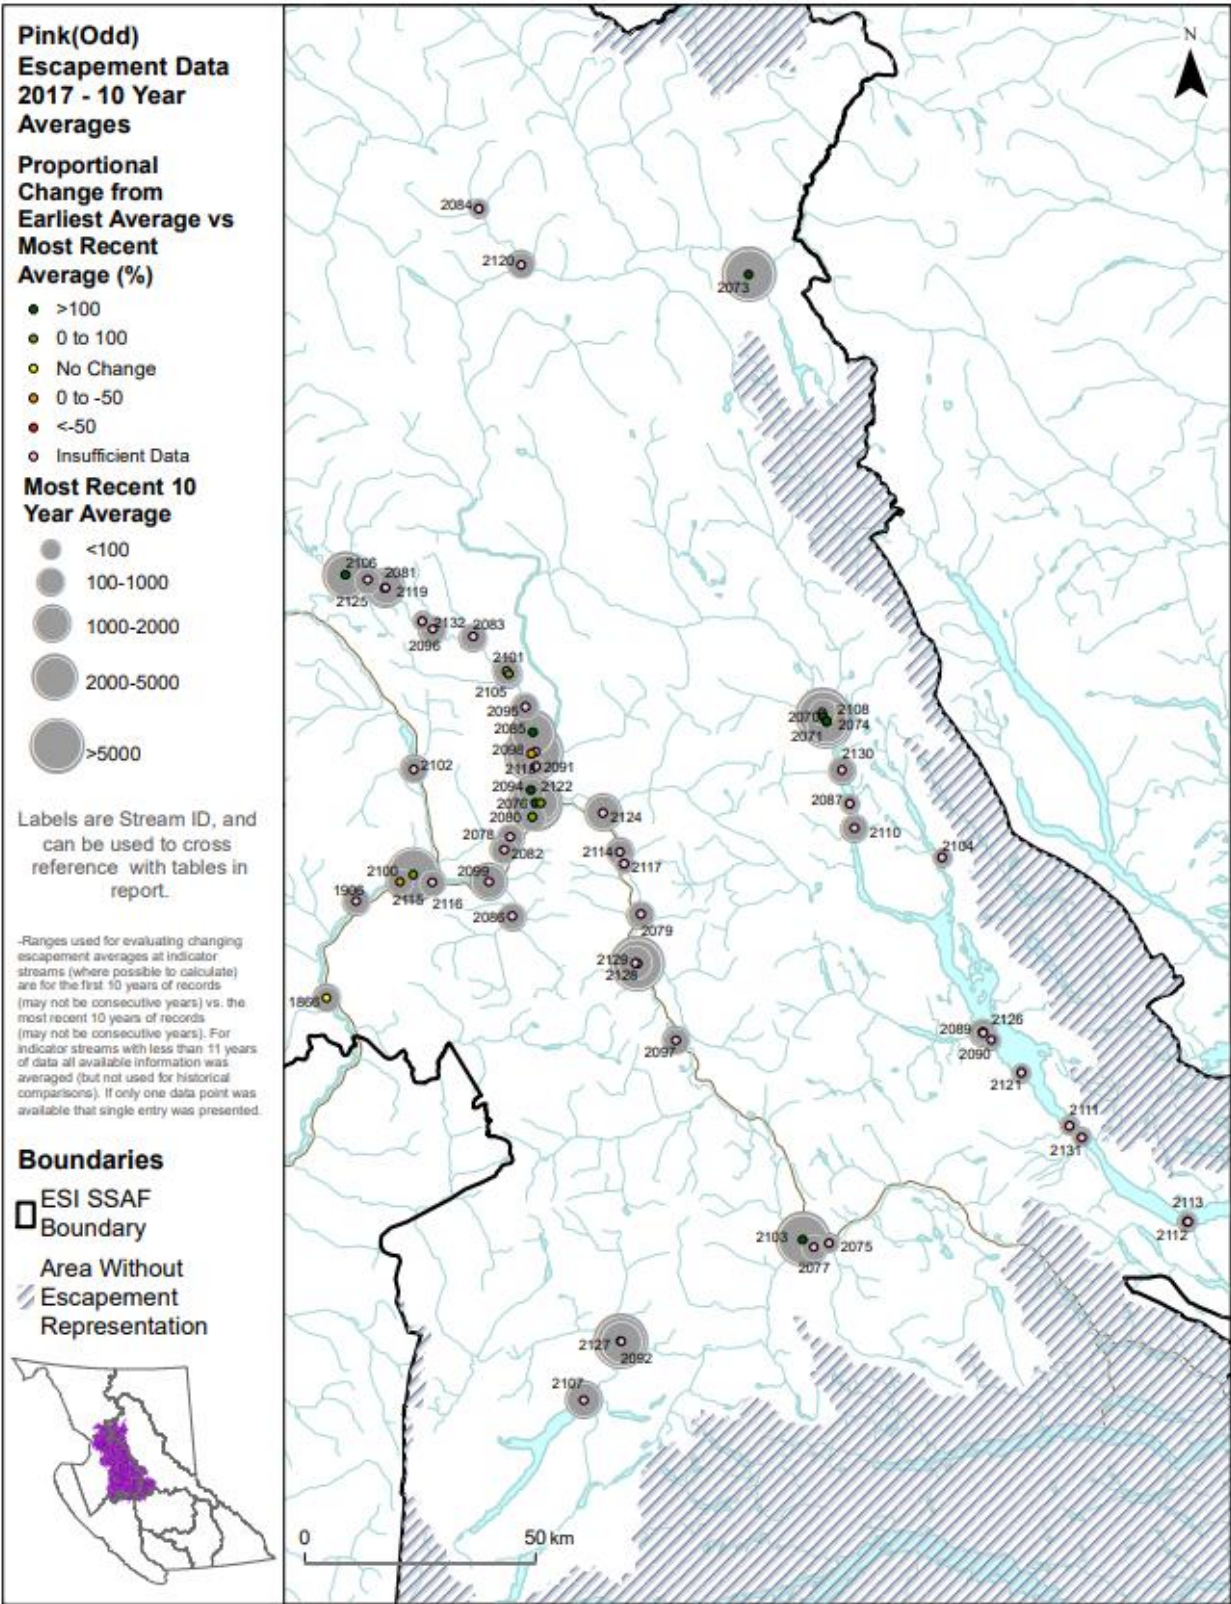 Pink(Odd)
Escapement Data
2017 - 10 Year
Averages
Proportional
Change from
Earliest Average vs
Most Recent
Average (%)
>100
0 to 100
No Change
0 to -50
<-50
Insufficient Data
Most Recent 10
Year Average
<100
100-1000
1000-2000
2000-5000
>5000
Labels are Stream ID, and
can be used to cross
reference with tables in
report.
-Ranges used for evaluating changing
escapement averages at indicator
streams (where possible to calculate)
are for the first 10 years of records
(may not be consecutive years) vs. the
most recent 10 years of records
(may not be consecutive years). For
indicator streams with less than 11 years
of data all available information was
averaged (but not used for historical
comparisons). If only one data point was
available that single entry was presented.
Boundaries
ESI SSAF
Boundary
Area Without
Escapement
Representation
N
2084
2120
2073
2106
2081
2125
2119
2132
2083
2096
2101
2105
2095
2085
2098
2091
2102
2094
2122
2076
2080
2124
2078
2082
2114
2117
2100
2099
2115
2116
1906
2086
2079
2129
2128
1866
2097
2070
2108
2074
2071
2130
2087
2110
2104
2089
2126
2090
2121
2111
2131
2113
2112
2103
2075
2077
2127
2092
2107
0
50 km